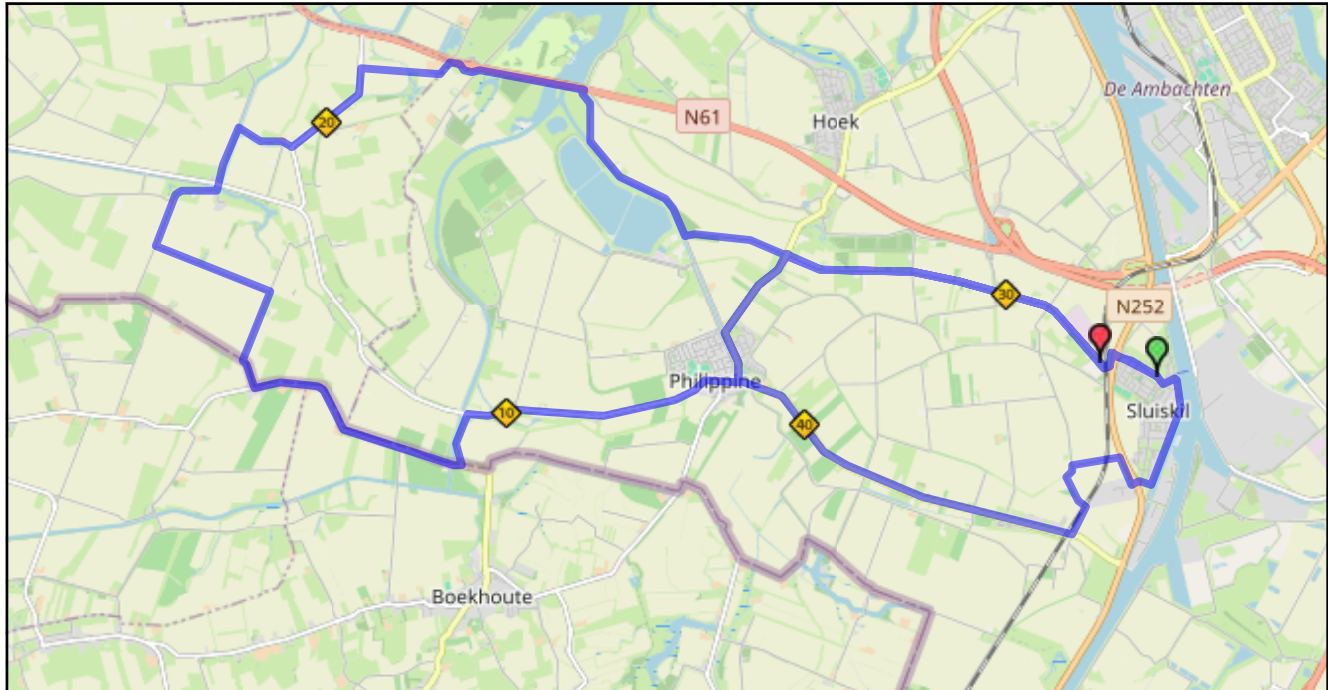 De Ambachten
20
N61
Hoek
30
N252
Philippine
10
Sluiskil
40
Boekhoute